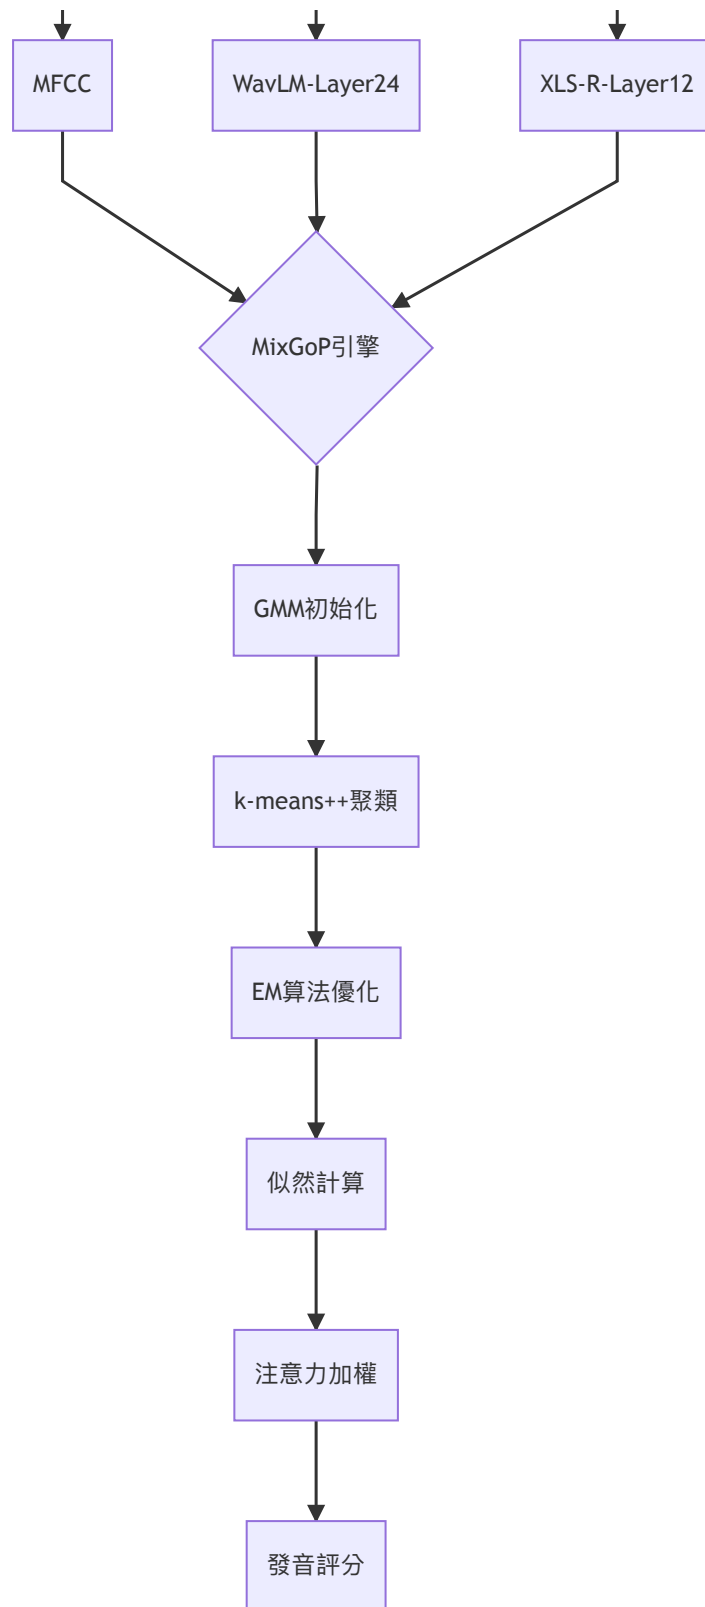 MFCC
WavLM-Layer24
XLS-R-Layer12
MixGoP引擎
GMM初始化
k-means++聚類
EM算法優化
似然計算
注意力加權
發音評分